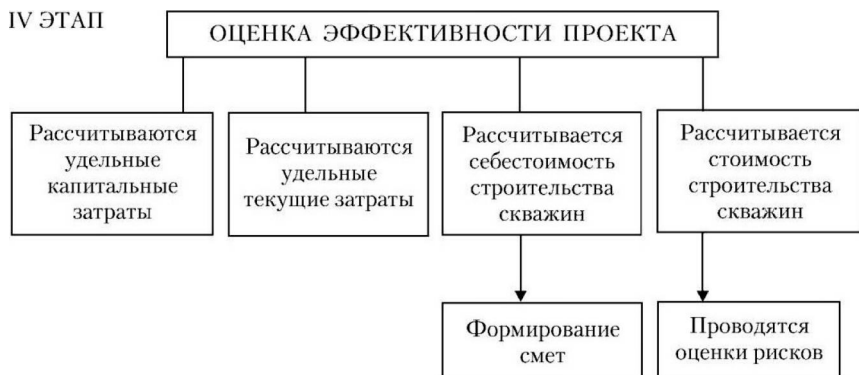 IV ЭТАП
ОЦЕНКА ЭФФЕКТИВНОСТИ ПРОЕКТА
Рассчитываются
удельные
капитальные
затраты
Рассчитываются
удельные
текущие затраты
Рассчитывается
себестоимость
строительства
скважин
Рассчитывается
стоимость
строительства
скважин
Формирование
смет
Проводятся
оценки рисков